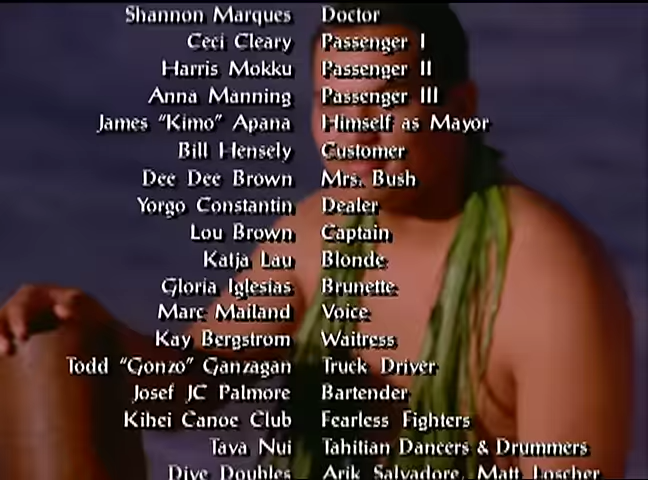 Shannon Marques Doctor
Ceci Cleary Passenger I
Harris Mokku Passenger II
Anna Manning Passenger III
James "Kimo" Apana Himself as Mayor
Bill Hensely Customer
Dee Dee Brown Mrs. Bush
Yorgo Constantin Dealer
Lou Brown Captain
Katja Lau Blonde
Gloria Iglesias Brunette
Marc Mailand Voice
Kay Bergstrom Waitress
Todd "Gonzo" Ganzagan Truck Driver
Josef JC Palmore Bartender
Kihei Canoe Club Fearless Fighters
Tava Nui Tahitian Dancers & Drummers
Dive Doubles Arik Salvadore, Matt Loscher